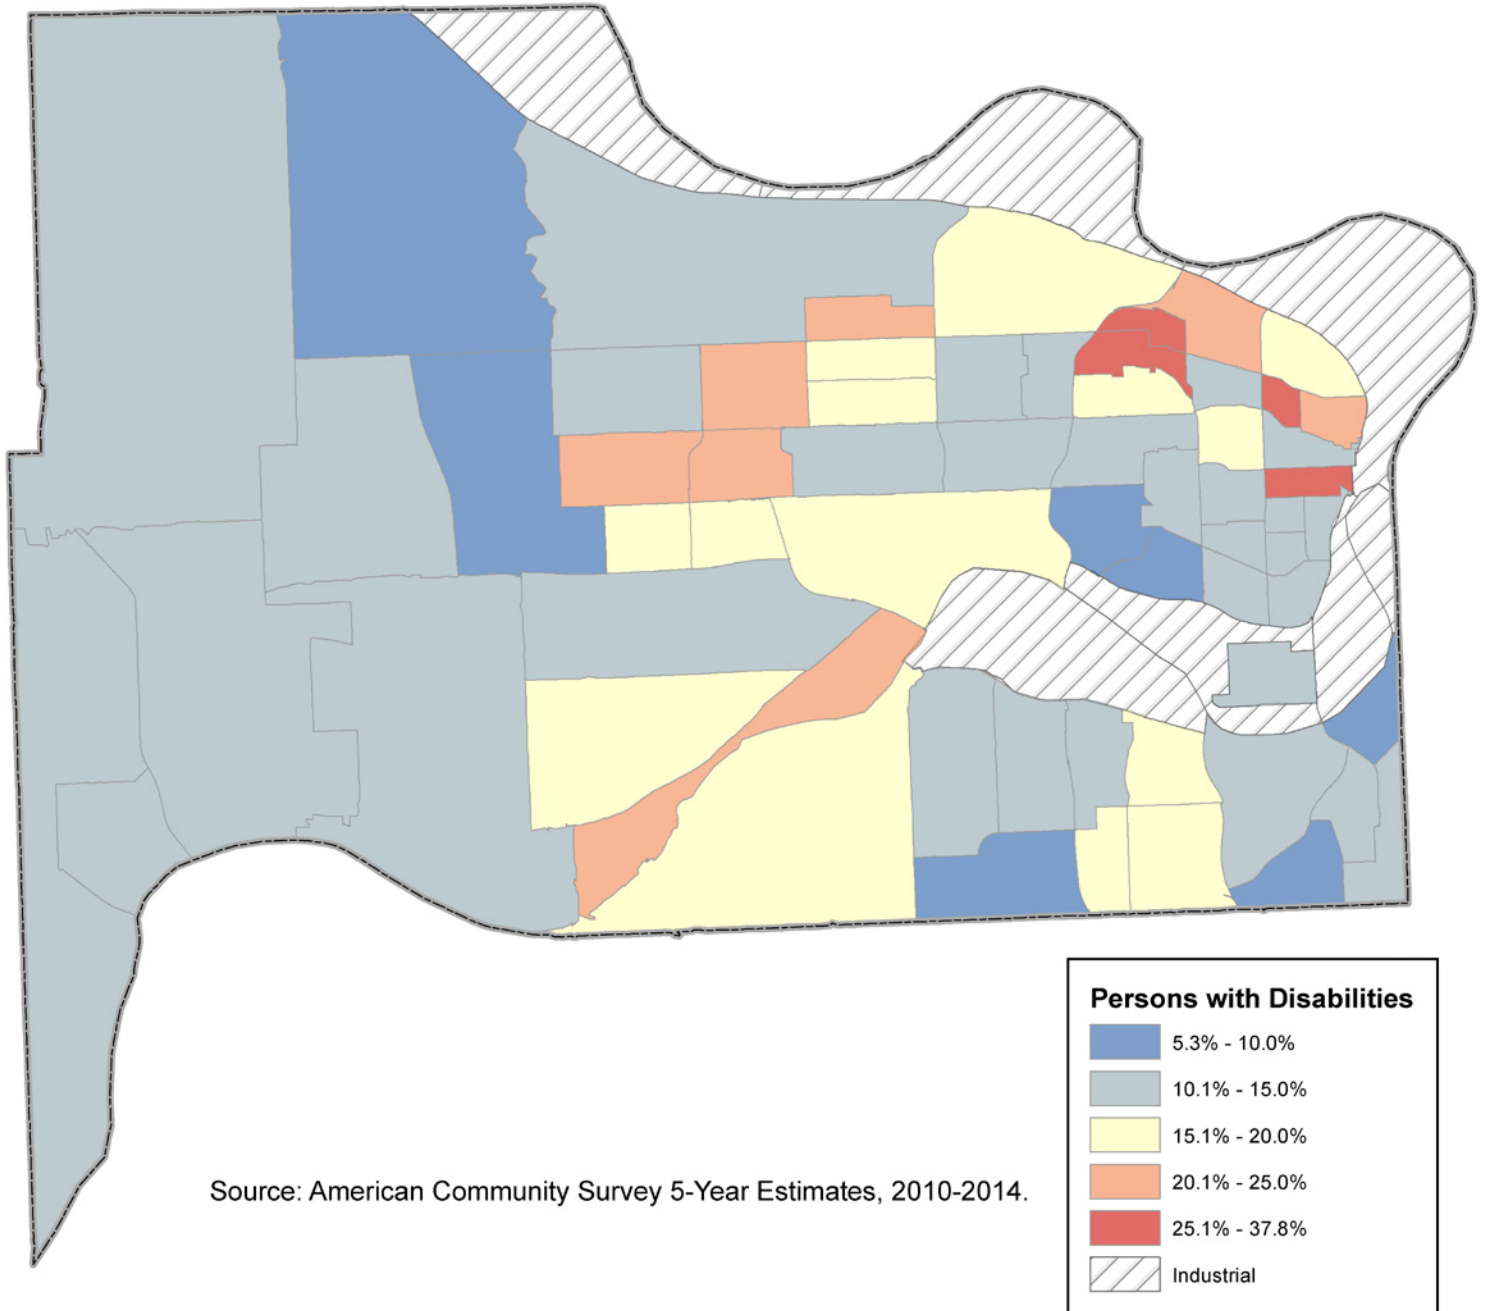 Persons with Disabilities
5.3% - 10.0%
10.1% - 15.0%
15.1% - 20.0%
20.1% - 25.0%
25.1% - 37.8%
Industrial
Source: American Community Survey 5-Year Estimates, 2010-2014.